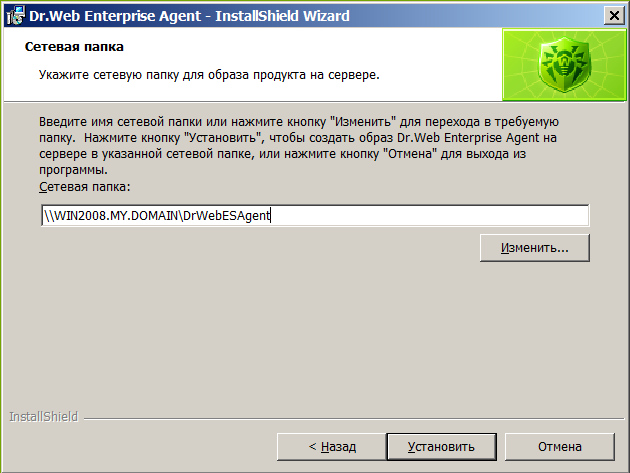 Dr.Web Enterprise Agent - InstallShield Wizard
Сетевая папка
Укажите сетевую папку для образа продукта на сервере.
Введите имя сетевой папки или нажмите кнопку "Изменить" для перехода в требуемую
папку. Нажмите кнопку "Установить", чтобы создать образ Dr.Web Enterprise Agent на
сервере в указанной сетевой папке, или нажмите кнопку "Отмена" для выхода из
программы.
Сетевая папка:
\\WIN2008.MY.DOMAIN\DrWebESAgent
Изменить...
InstallShield
< Назад Установить Отмена